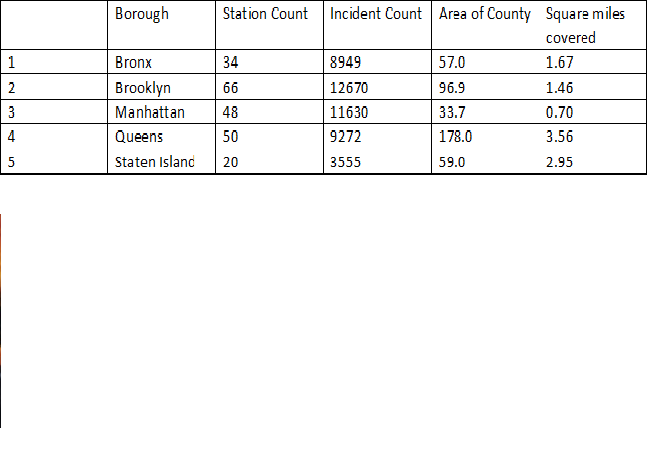 Borough Station Count Incident Count Area of County Square miles
covered
1 Bronx 34 8949 57.0 1.67
2 Brooklyn 66 12670 96.9 1.46
3 Manhattan 48 11630 33.7 0.70
4 Queens 50 9272 178.0 3.56
5 Staten Island 20 3555 59.0 2.95